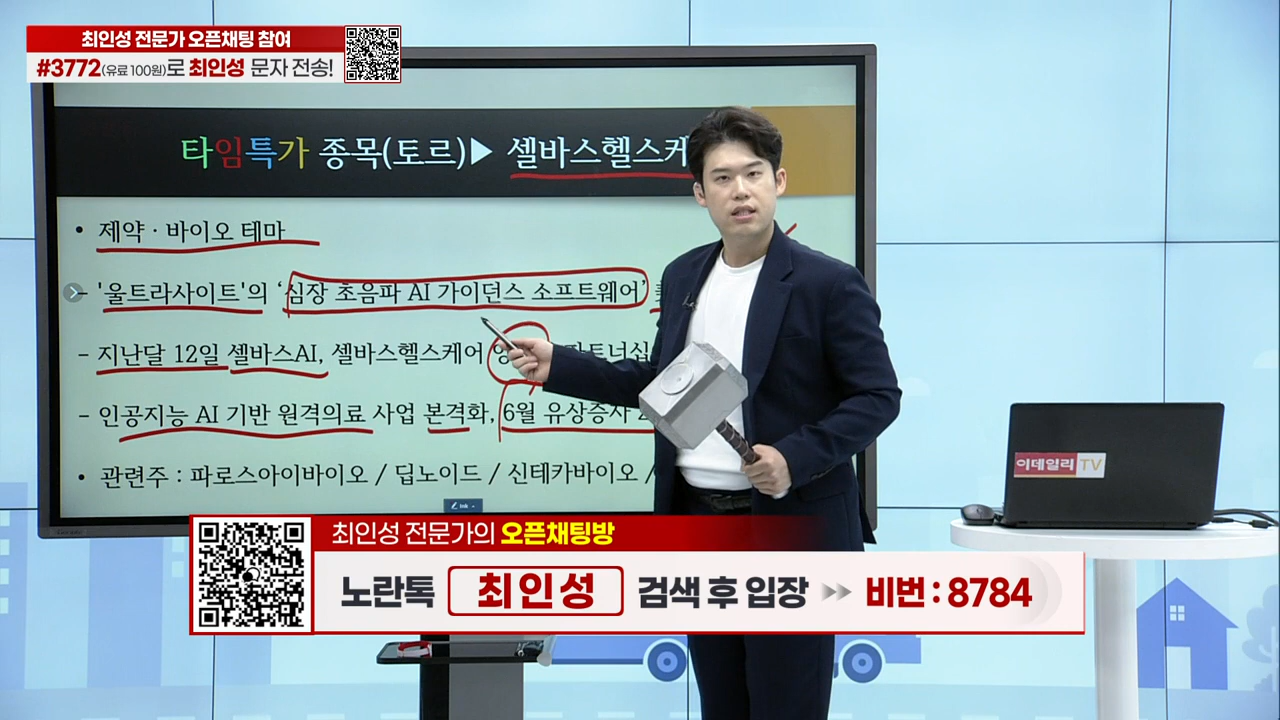 최인성 전문가 오픈채팅 참여
#3772(유료 100원)로 최인성 문자 전송!
타임특가 종목(토르)▶ 셀바스헬스케
• 제약·바이오 테마
- '울트라사이트'의 '심장 초음파 AI 가이던스 소프트웨어'
- 지난달 12일 셀바스AI, 셀바스헬스케어 파트너십
- 인공지능 AI 기반 원격의료 사업 본격화, 6월 유상증자
• 관련주 : 파로스아이바이오 / 딥노이드 / 신테카바이오 /
Ink
이데일리TV
최인성 전문가의 오픈채팅방
노란톡 최인성 검색 후 입장 ▶▶ 비번 : 8784